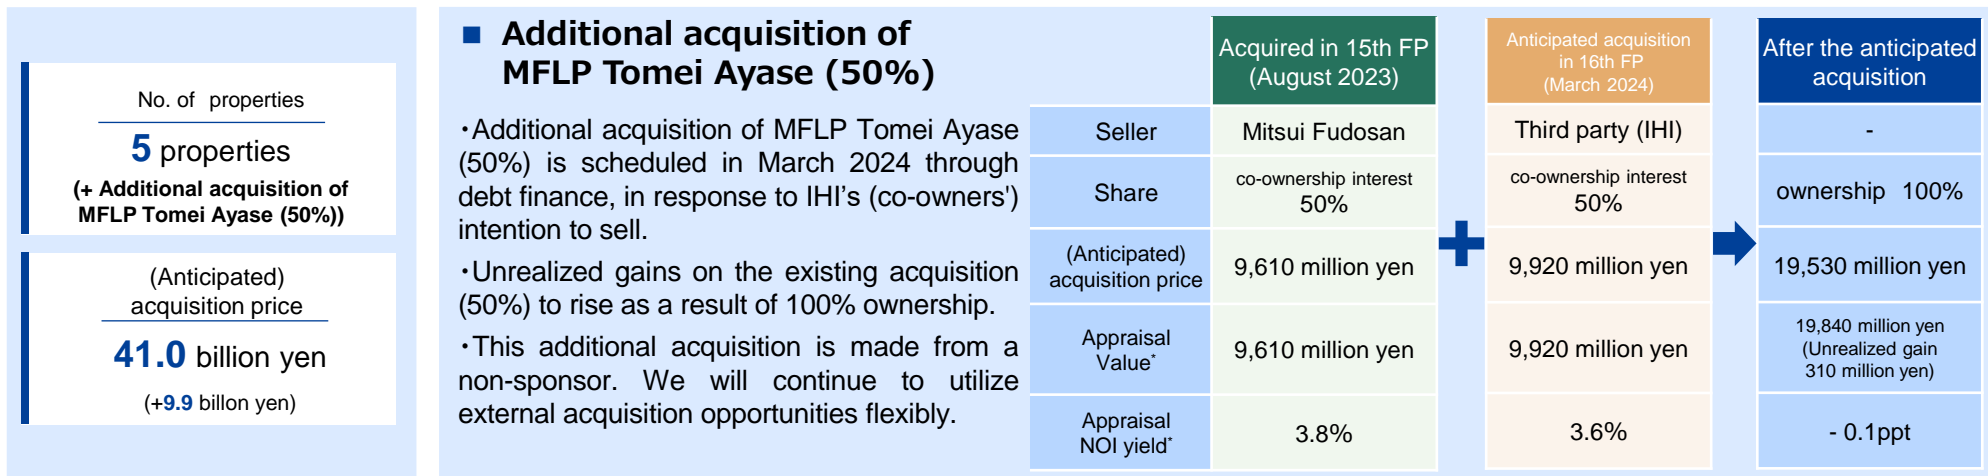 No. of properties
5 properties
(+ Additional acquisition of
MFLP Tomei Ayase (50%))
(Anticipated)
acquisition price
41.0 billion yen
(+9.9 billon yen)
■ Additional acquisition of
MFLP Tomei Ayase (50%)
・Additional acquisition of MFLP Tomei Ayase
(50%) is scheduled in March 2024 through
debt finance, in response to IHI's (co-owners')
intention to sell.
・Unrealized gains on the existing acquisition
(50%) to rise as a result of 100% ownership.
・This additional acquisition is made from a
non-sponsor. We will continue to utilize
external acquisition opportunities flexibly.
Acquired in 15th FP
(August 2023)
Anticipated acquisition
in 16th FP
(March 2024)
After the anticipated
acquisition
Seller
Mitsui Fudosan
Third party (IHI)
-
Share
co-ownership interest
50%
co-ownership interest
50%
ownership 100%
(Anticipated)
acquisition price
9,610 million yen
9,920 million yen
19,530 million yen
Appraisal
Value*
9,610 million yen
9,920 million yen
19,840 million yen
(Unrealized gain
310 million yen)
Appraisal
NOI yield*
3.8%
3.6%
- 0.1ppt